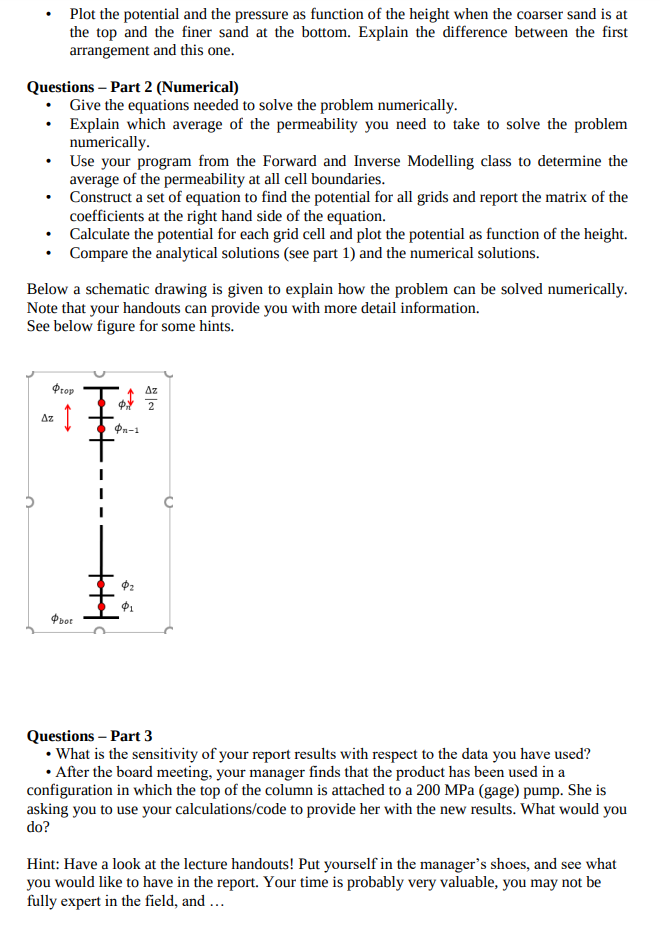 • Plot the potential and the pressure as function of the height when the coarser sand is at
the top and the finer sand at the bottom. Explain the difference between the first
arrangement and this one.
Questions – Part 2 (Numerical)
• Give the equations needed to solve the problem numerically.
• Explain which average of the permeability you need to take to solve the problem
numerically.
• Use your program from the Forward and Inverse Modelling class to determine the
average of the permeability at all cell boundaries.
• Construct a set of equation to find the potential for all grids and report the matrix of the
coefficients at the right hand side of the equation.
• Calculate the potential for each grid cell and plot the potential as function of the height.
• Compare the analytical solutions (see part 1) and the numerical solutions.
Below a schematic drawing is given to explain how the problem can be solved numerically.
Note that your handouts can provide you with more detail information.
See below figure for some hints.
ϕtop
Δz
ϕn
Δz/2
ϕn−1
ϕ2
ϕ1
ϕbot
Questions – Part 3
• What is the sensitivity of your report results with respect to the data you have used?
• After the board meeting, your manager finds that the product has been used in a
configuration in which the top of the column is attached to a 200 MPa (gage) pump. She is
asking you to use your calculations/code to provide her with the new results. What would you
do?
Hint: Have a look at the lecture handouts! Put yourself in the manager’s shoes, and see what
you would like to have in the report. Your time is probably very valuable, you may not be
fully expert in the field, and …